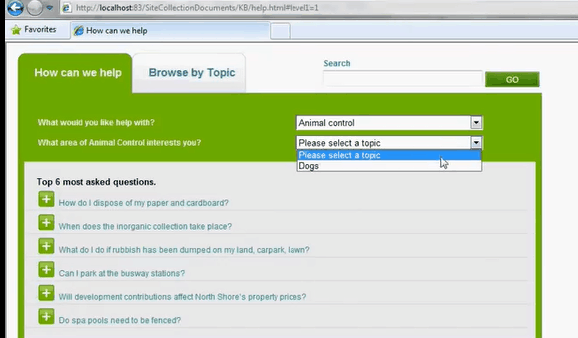 http://localhost:83/SiteCollectionDocuments/KB/help.html#level1=1
Favorites
How can we help
How can we help
Browse by Topic
Search
GO
What would you like help with?
Animal control
What area of Animal Control interests you?
Please select a topic
Please select a topic
Dogs
Top 6 most asked questions.
How do I dispose of my paper and cardboard?
When does the inorganic collection take place?
What do I do if rubbish has been dumped on my land, carpark, lawn?
Can I park at the busway stations?
Will development contributions affect North Shore's property prices?
Do spa pools need to be fenced?